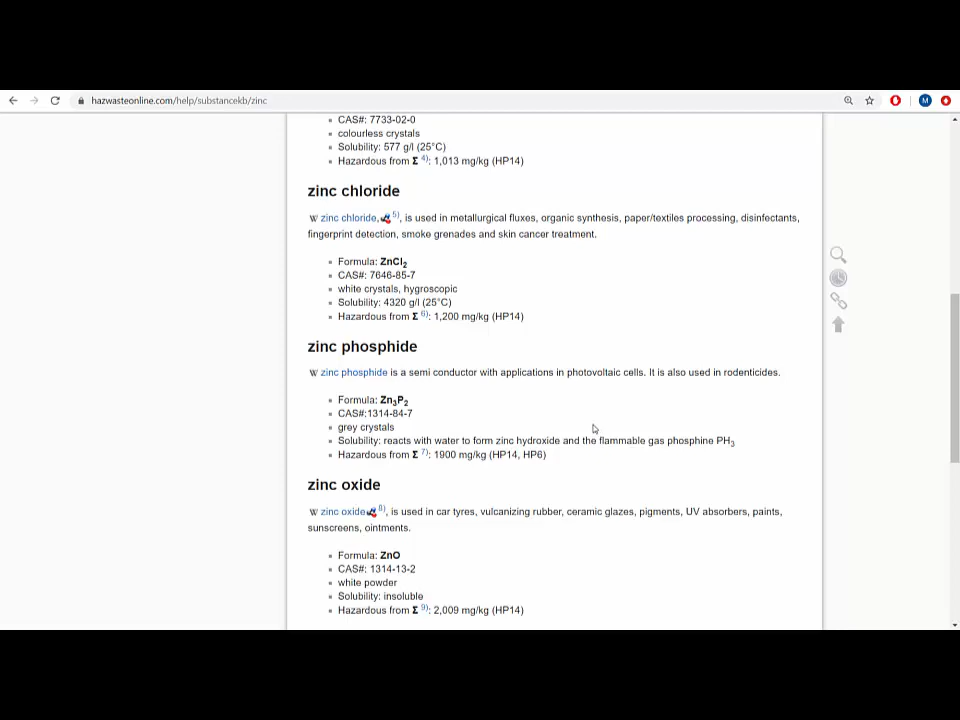 hazwasteonline.com/help/substancekb/zinc
M
CAS#: 7733-02-0
colourless crystals
Solubility: 577 g/l (25°C)
Hazardous from Σ 4): 1,013 mg/kg (HP14)
zinc chloride
W zinc chloride, 5), is used in metallurgical fluxes, organic synthesis, paper/textiles processing, disinfectants,
fingerprint detection, smoke grenades and skin cancer treatment.
Formula: ZnCl2
CAS#: 7646-85-7
white crystals, hygroscopic
Solubility: 4320 g/l (25°C)
Hazardous from Σ 6): 1,200 mg/kg (HP14)
zinc phosphide
W zinc phosphide is a semi conductor with applications in photovoltaic cells. It is also used in rodenticides.
Formula: Zn3P2
CAS#:1314-84-7
grey crystals
Solubility: reacts with water to form zinc hydroxide and the flammable gas phosphine PH3
Hazardous from Σ 7): 1900 mg/kg (HP14, HP6)
zinc oxide
W zinc oxide 8), is used in car tyres, vulcanizing rubber, ceramic glazes, pigments, UV absorbers, paints,
sunscreens, ointments.
Formula: ZnO
CAS#: 1314-13-2
white powder
Solubility: insoluble
Hazardous from Σ 9): 2,009 mg/kg (HP14)